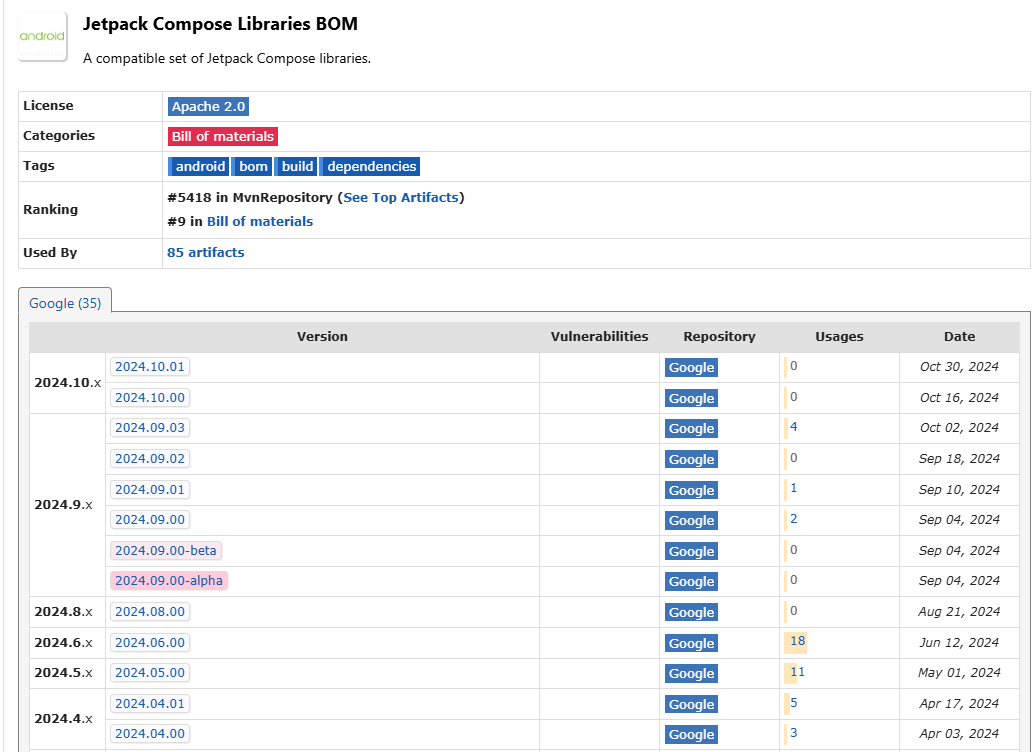 android
Jetpack Compose Libraries BOM
A compatible set of Jetpack Compose libraries.
License Apache 2.0
Categories Bill of materials
Tags android bom build dependencies
Ranking
#5418 in MvnRepository (See Top Artifacts)
#9 in Bill of materials
Used By 85 artifacts
Google (35)
Version Vulnerabilities Repository Usages Date
2024.10.x
2024.10.01 Google 0 Oct 30, 2024
2024.10.00 Google 0 Oct 16, 2024
2024.9.x
2024.09.03 Google 4 Oct 02, 2024
2024.09.02 Google 0 Sep 18, 2024
2024.09.01 Google 1 Sep 10, 2024
2024.09.00 Google 2 Sep 04, 2024
2024.09.00-beta Google 0 Sep 04, 2024
2024.09.00-alpha Google 0 Sep 04, 2024
2024.8.x 2024.08.00 Google 0 Aug 21, 2024
2024.6.x 2024.06.00 Google 18 Jun 12, 2024
2024.5.x 2024.05.00 Google 11 May 01, 2024
2024.4.x
2024.04.01 Google 5 Apr 17, 2024
2024.04.00 Google 3 Apr 03, 2024